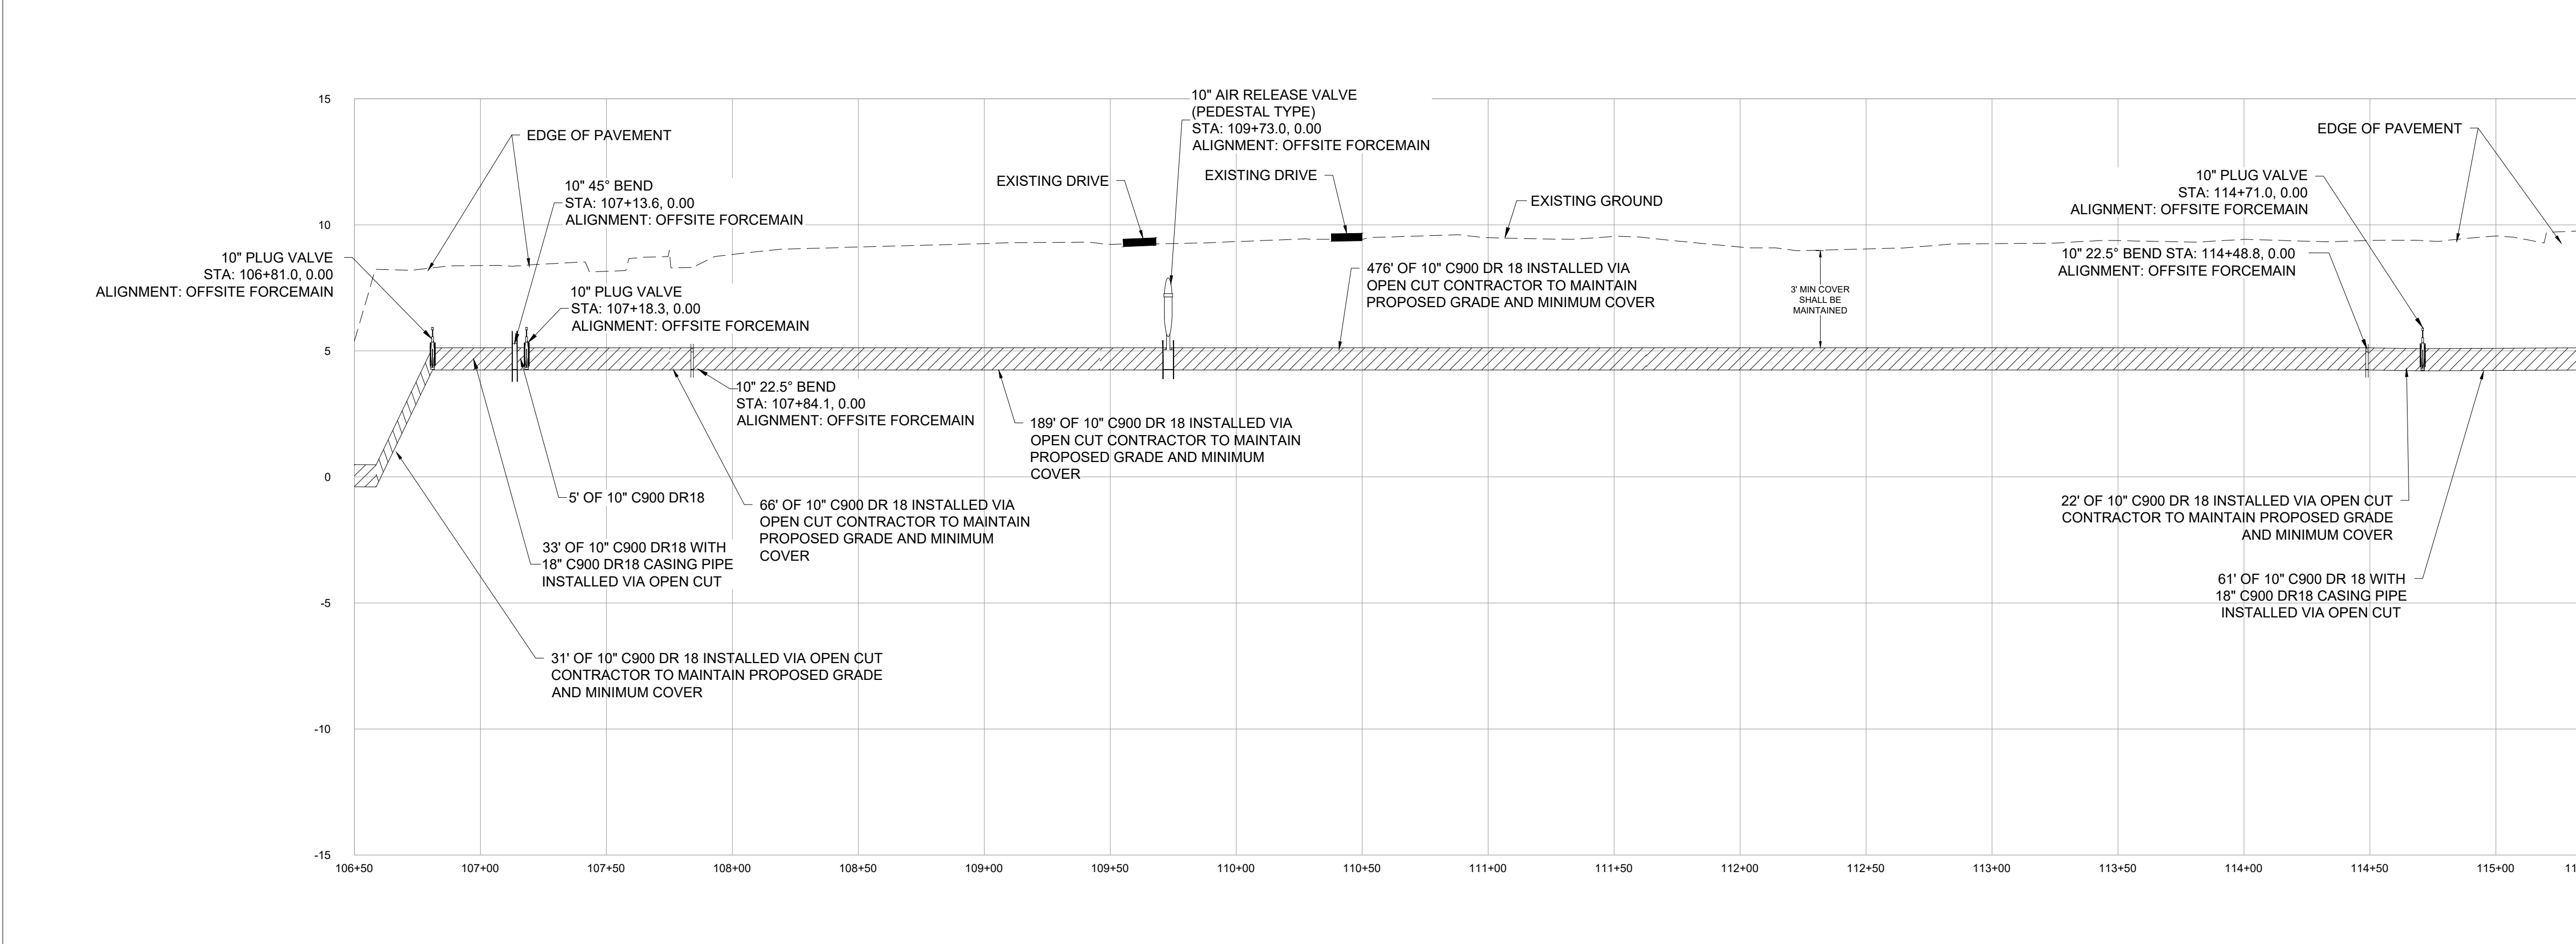 15
10
5
0
-5
-10
-15
10" PLUG VALVE
STA: 106+81.0, 0.00
ALIGNMENT: OFFSITE FORCEMAIN
EDGE OF PAVEMENT
10" 45° BEND
STA: 107+13.6, 0.00
ALIGNMENT: OFFSITE FORCEMAIN
10" PLUG VALVE
STA: 107+18.3, 0.00
ALIGNMENT: OFFSITE FORCEMAIN
10" 22.5° BEND
STA: 107+84.1, 0.00
ALIGNMENT: OFFSITE FORCEMAIN
5' OF 10" C900 DR18
33' OF 10" C900 DR18 WITH
18" C900 DR18 CASING PIPE
INSTALLED VIA OPEN CUT
31' OF 10" C900 DR 18 INSTALLED VIA OPEN CUT
CONTRACTOR TO MAINTAIN PROPOSED GRADE
AND MINIMUM COVER
66' OF 10" C900 DR 18 INSTALLED VIA
OPEN CUT CONTRACTOR TO MAINTAIN
PROPOSED GRADE AND MINIMUM
COVER
189' OF 10" C900 DR 18 INSTALLED VIA
OPEN CUT CONTRACTOR TO MAINTAIN
PROPOSED GRADE AND MINIMUM
COVER
EXISTING DRIVE
10" AIR RELEASE VALVE
(PEDESTAL TYPE)
STA: 109+73.0, 0.00
ALIGNMENT: OFFSITE FORCEMAIN
EXISTING DRIVE
EXISTING GROUND
476' OF 10" C900 DR 18 INSTALLED VIA
OPEN CUT CONTRACTOR TO MAINTAIN
PROPOSED GRADE AND MINIMUM COVER
3' MIN COVER
SHALL BE
MAINTAINED
EDGE OF PAVEMENT
10" PLUG VALVE
STA: 114+71.0, 0.00
ALIGNMENT: OFFSITE FORCEMAIN
10" 22.5° BEND STA: 114+48.8, 0.00
ALIGNMENT: OFFSITE FORCEMAIN
22' OF 10" C900 DR 18 INSTALLED VIA OPEN CUT
CONTRACTOR TO MAINTAIN PROPOSED GRADE
AND MINIMUM COVER
61' OF 10" C900 DR 18 WITH
18" C900 DR18 CASING PIPE
INSTALLED VIA OPEN CUT
106+50 107+00 107+50 108+00 108+50 109+00 109+50 110+00 110+50 111+00 111+50 112+00 112+50 113+00 113+50 114+00 114+50 115+00